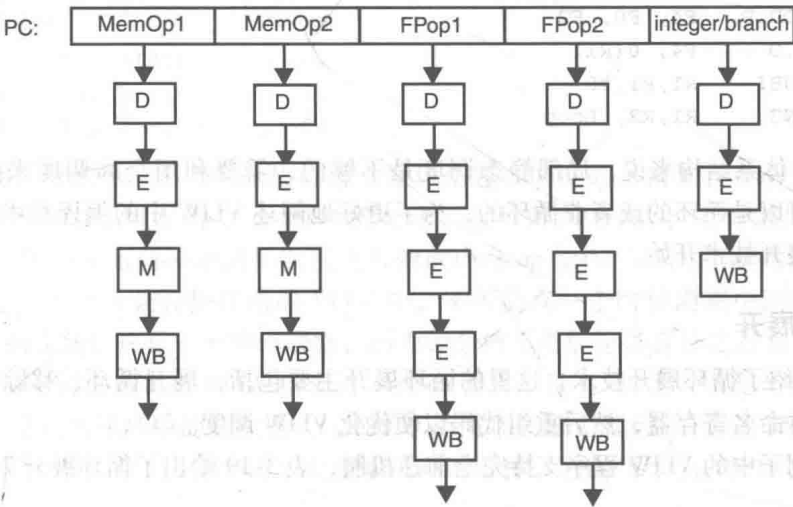 PC: MemOp1 MemOp2 FPop1 FPop2 integer/branch
D D D D D
E E E E E
M M E E WB
WB WB E E
WB WB